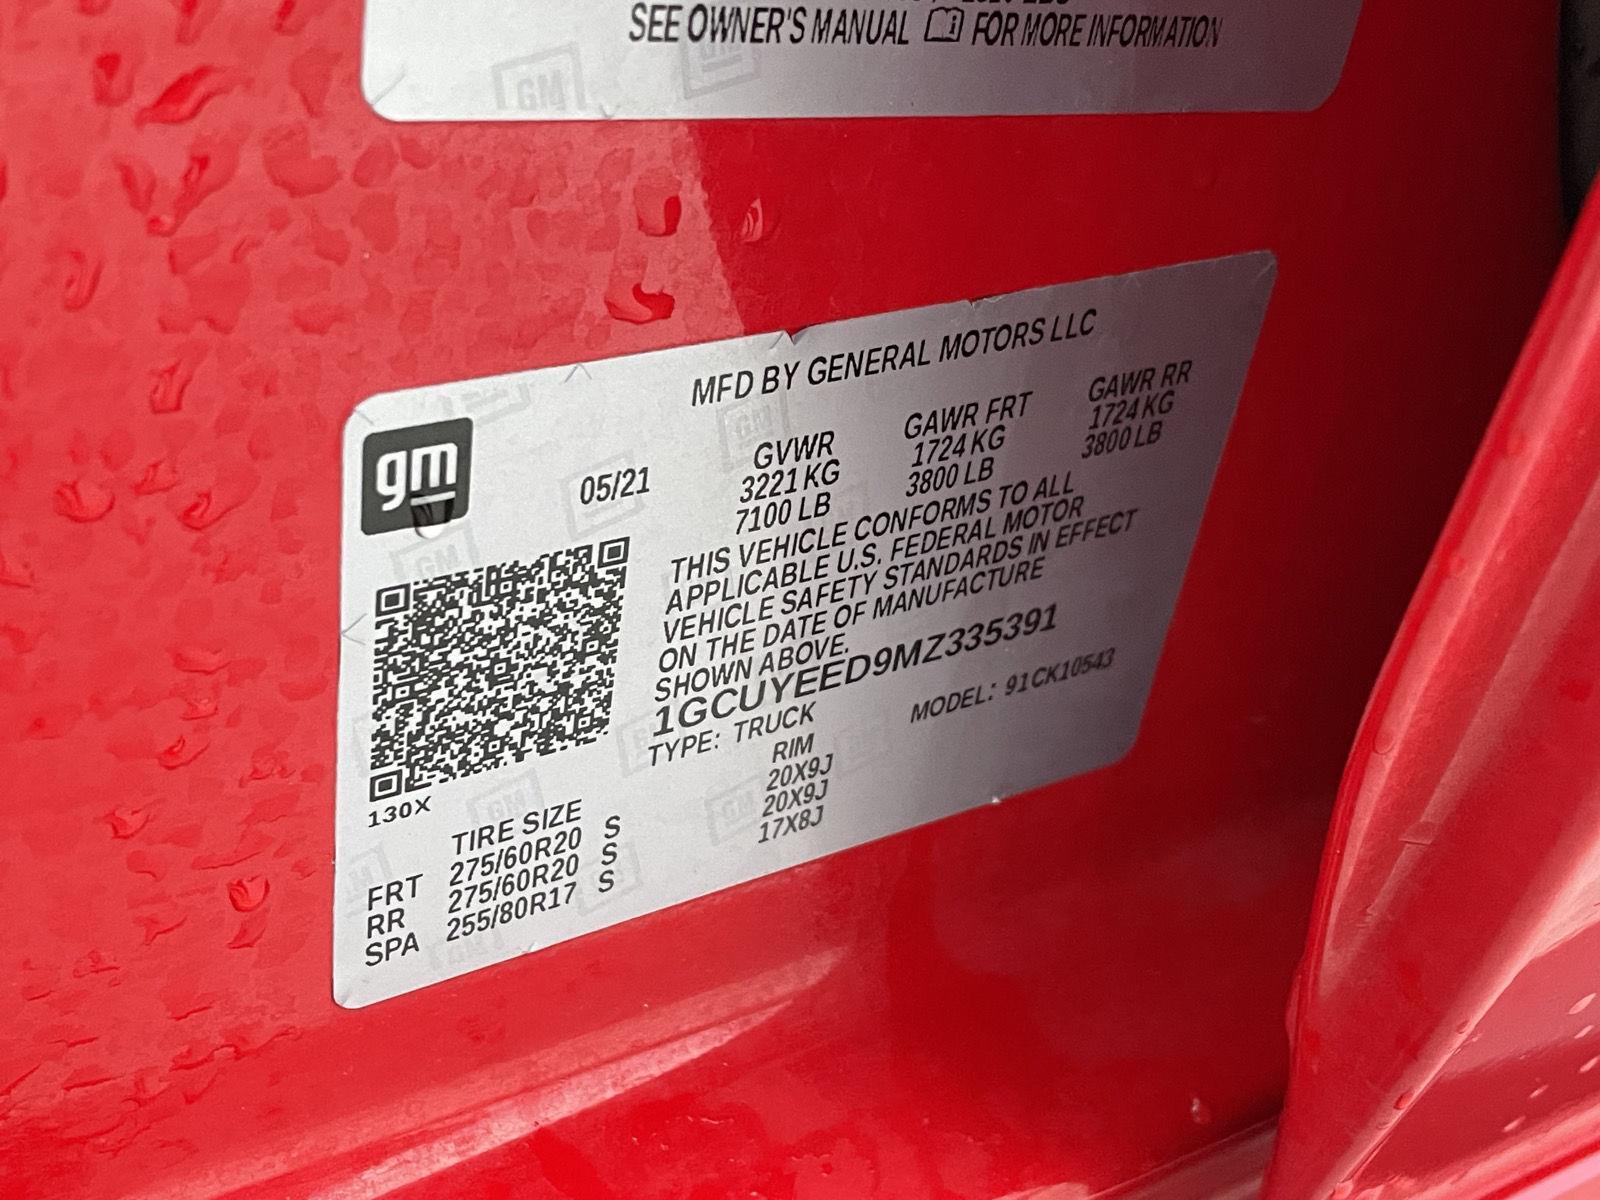 SEE OWNER'S MANUAL FOR MORE INFORMATION
MFD BY GENERAL MOTORS LLC
gm
05/21
GVWR GAWR FRT GAWR RR
3221 KG 1724 KG 1724 KG
7100 LB 3800 LB 3800 LB
THIS VEHICLE CONFORMS TO ALL
APPLICABLE U.S. FEDERAL MOTOR
VEHICLE SAFETY STANDARDS IN EFFECT
ON THE DATE OF MANUFACTURE
SHOWN ABOVE.
1GCUYEED9MZ335391
TYPE: TRUCK MODEL: 91CK10543
130X
TIRE SIZE RIM
FRT 275/60R20 S 20X9J
RR 275/60R20 S 20X9J
SPA 255/80R17 S 17X8J